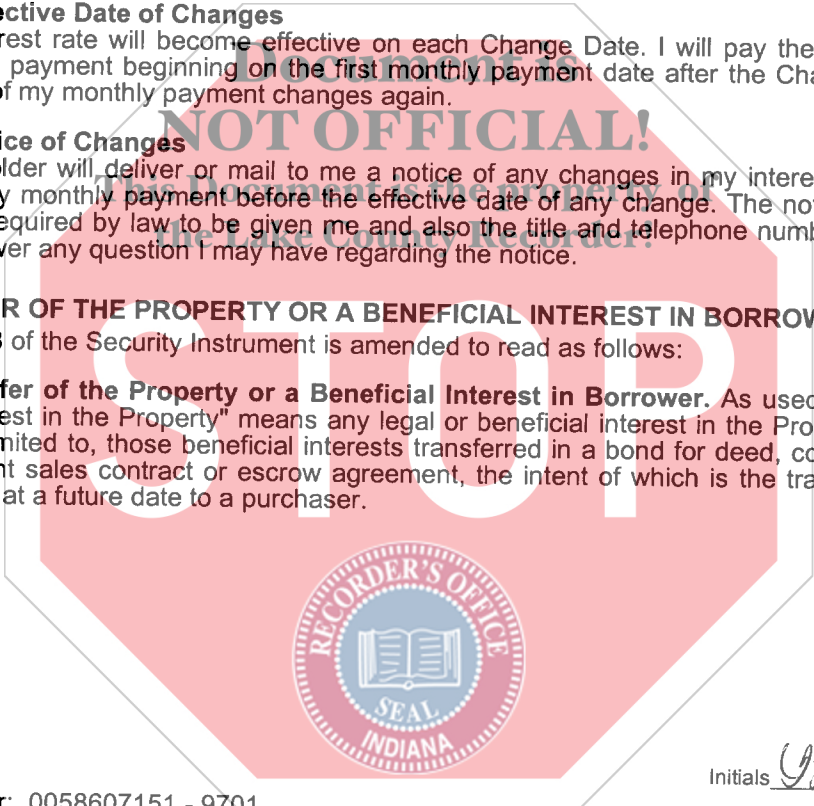 ective Date of Changes
rest rate will become effective on each Change Date. I will pay the
payment beginning on the first monthly payment date after the Cha
of my monthly payment changes again.
Document is
NOT OFFICIAL!
This Document is the property of
the Lake County Recorder!
ice of Changes
lder will deliver or mail to me a notice of any changes in my intere
y monthly payment before the effective date of any change. The no
equired by law to be given me and also the title and telephone numb
ver any question I may have regarding the notice.
R OF THE PROPERTY OR A BENEFICIAL INTEREST IN BORROW
of the Security Instrument is amended to read as follows:
fer of the Property or a Beneficial Interest in Borrower. As used
est in the Property" means any legal or beneficial interest in the Pro
mited to, those beneficial interests transferred in a bond for deed, co
nt sales contract or escrow agreement, the intent of which is the tra
at a future date to a purchaser.
STOP
RECORDER'S OFFICE
SEAL
INDIANA
Initials
r: 0058607151 - 9701